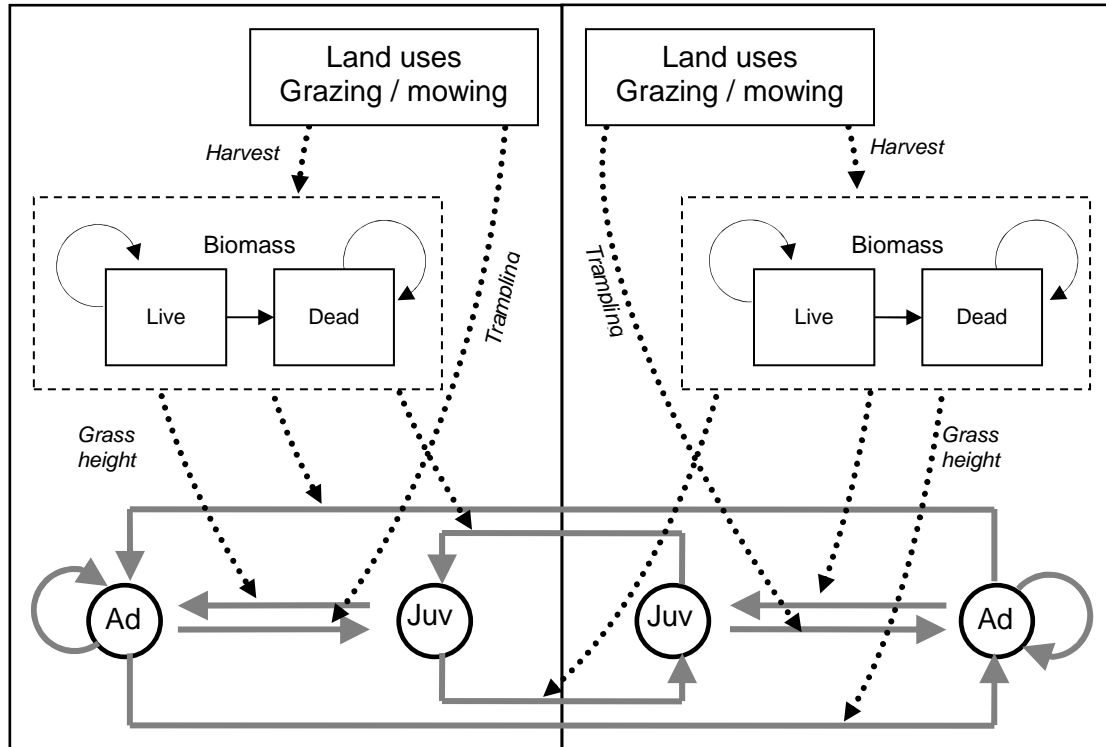 Land uses
Grazing / mowing
Harvest
Biomass
Live
Dead
Trampling
Grass
height
Ad
Juv
Land uses
Grazing / mowing
Harvest
Trampling
Biomass
Live
Dead
Grass
height
Juv
Ad